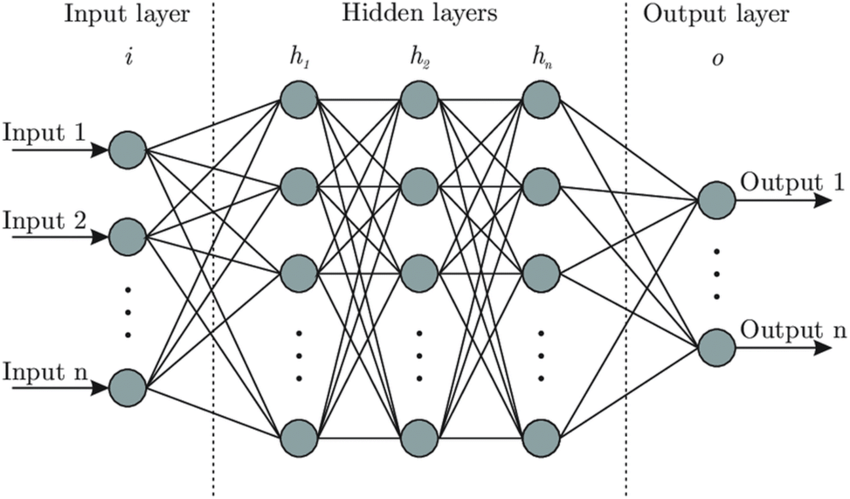 Input layer
Hidden layers
Output layer
i
h₁
h₂
hₙ
o
Input 1
Input 2
Input n
Output 1
Output n